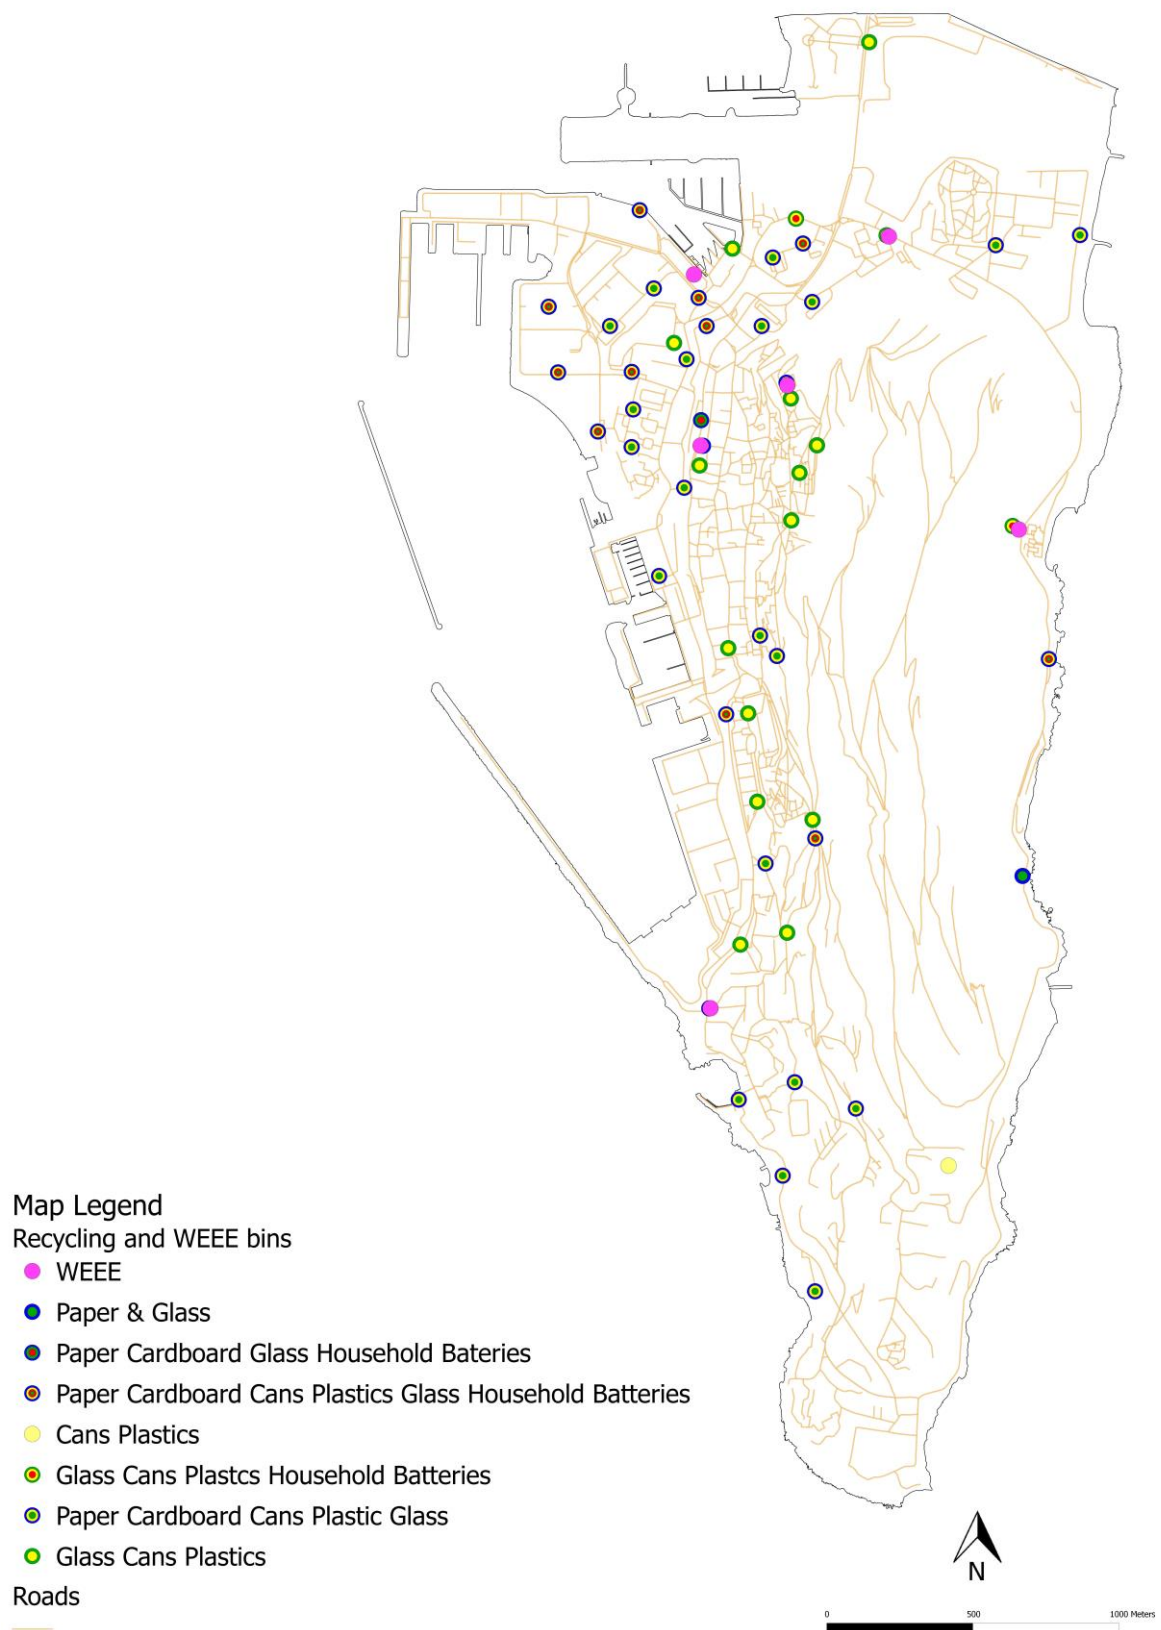 Map Legend
Recycling and WEEE bins
WEEE
Paper & Glass
Paper Cardboard Glass Household Bateries
Paper Cardboard Cans Plastics Glass Household Batteries
Cans Plastics
Glass Cans Plastcs Household Batteries
Paper Cardboard Cans Plastic Glass
Glass Cans Plastics
Roads
N
0 500 1000 Meters